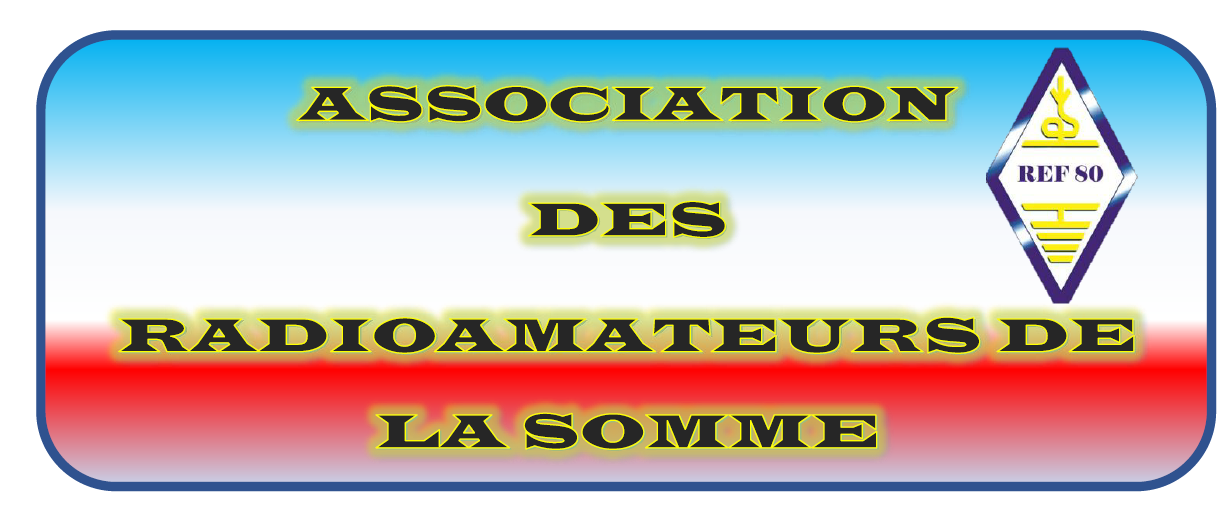 ASSOCIATION
DES
RADIOAMATEURS DE
LA SOMME
REF 80